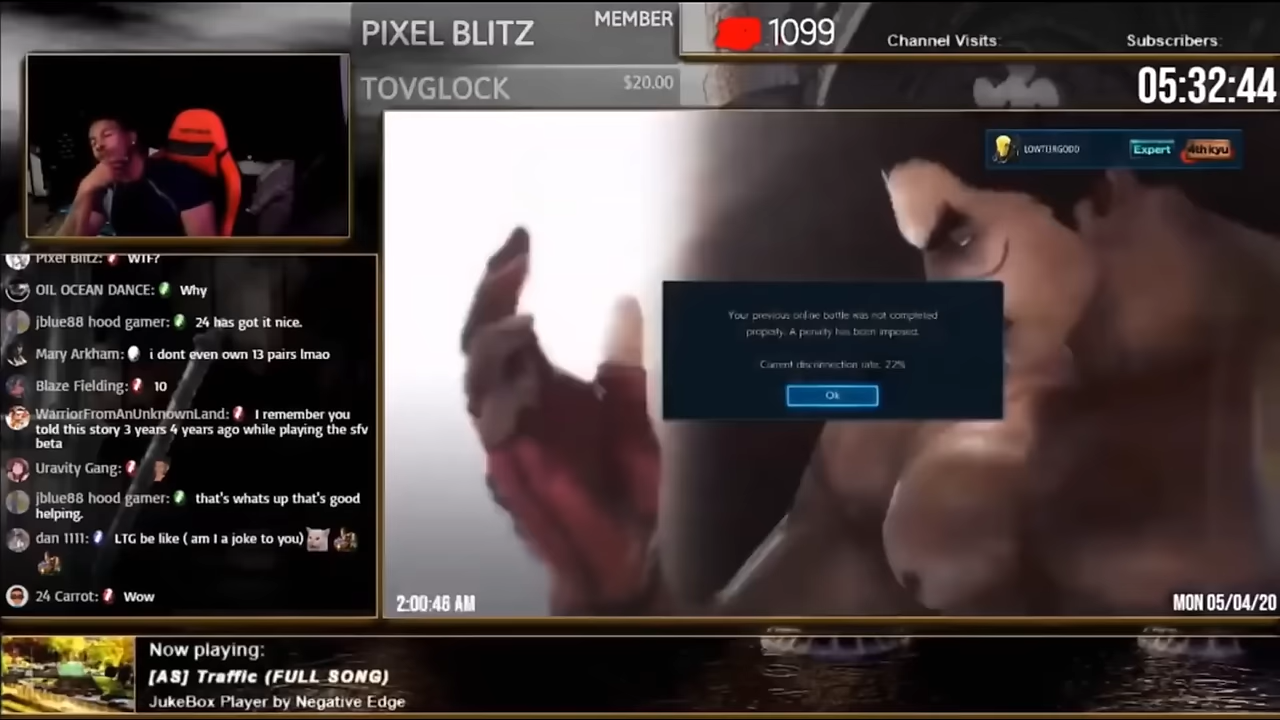 PIXEL BLITZ
MEMBER
TOVGLOCK
$20.00
1099
Channel Visits:
Subscribers:
05:32:44
LOWTIERGODD
Expert
4th kyu
Your previous online battle was not completed
properly. A penalty has been imposed.
Current disconnection rate: 22%
Ok
Pixel Blitz: WTF?
OIL OCEAN DANCE: Why
jblue88 hood gamer: 24 has got it nice.
Mary Arkham: i dont even own 13 pairs lmao
Blaze Fielding: 10
WarriorFromAnUnknownLand: I remember you
told this story 3 years 4 years ago while playing the sfv
beta
Uravity Gang:
jblue88 hood gamer: that's whats up that's good
helping.
dan 1111: LTG be like ( am I a joke to you)
24 Carrot: Wow
2:00:46 AM
MON 05/04/20
Now playing:
[AS] Traffic (FULL SONG)
JukeBox Player by Negative Edge